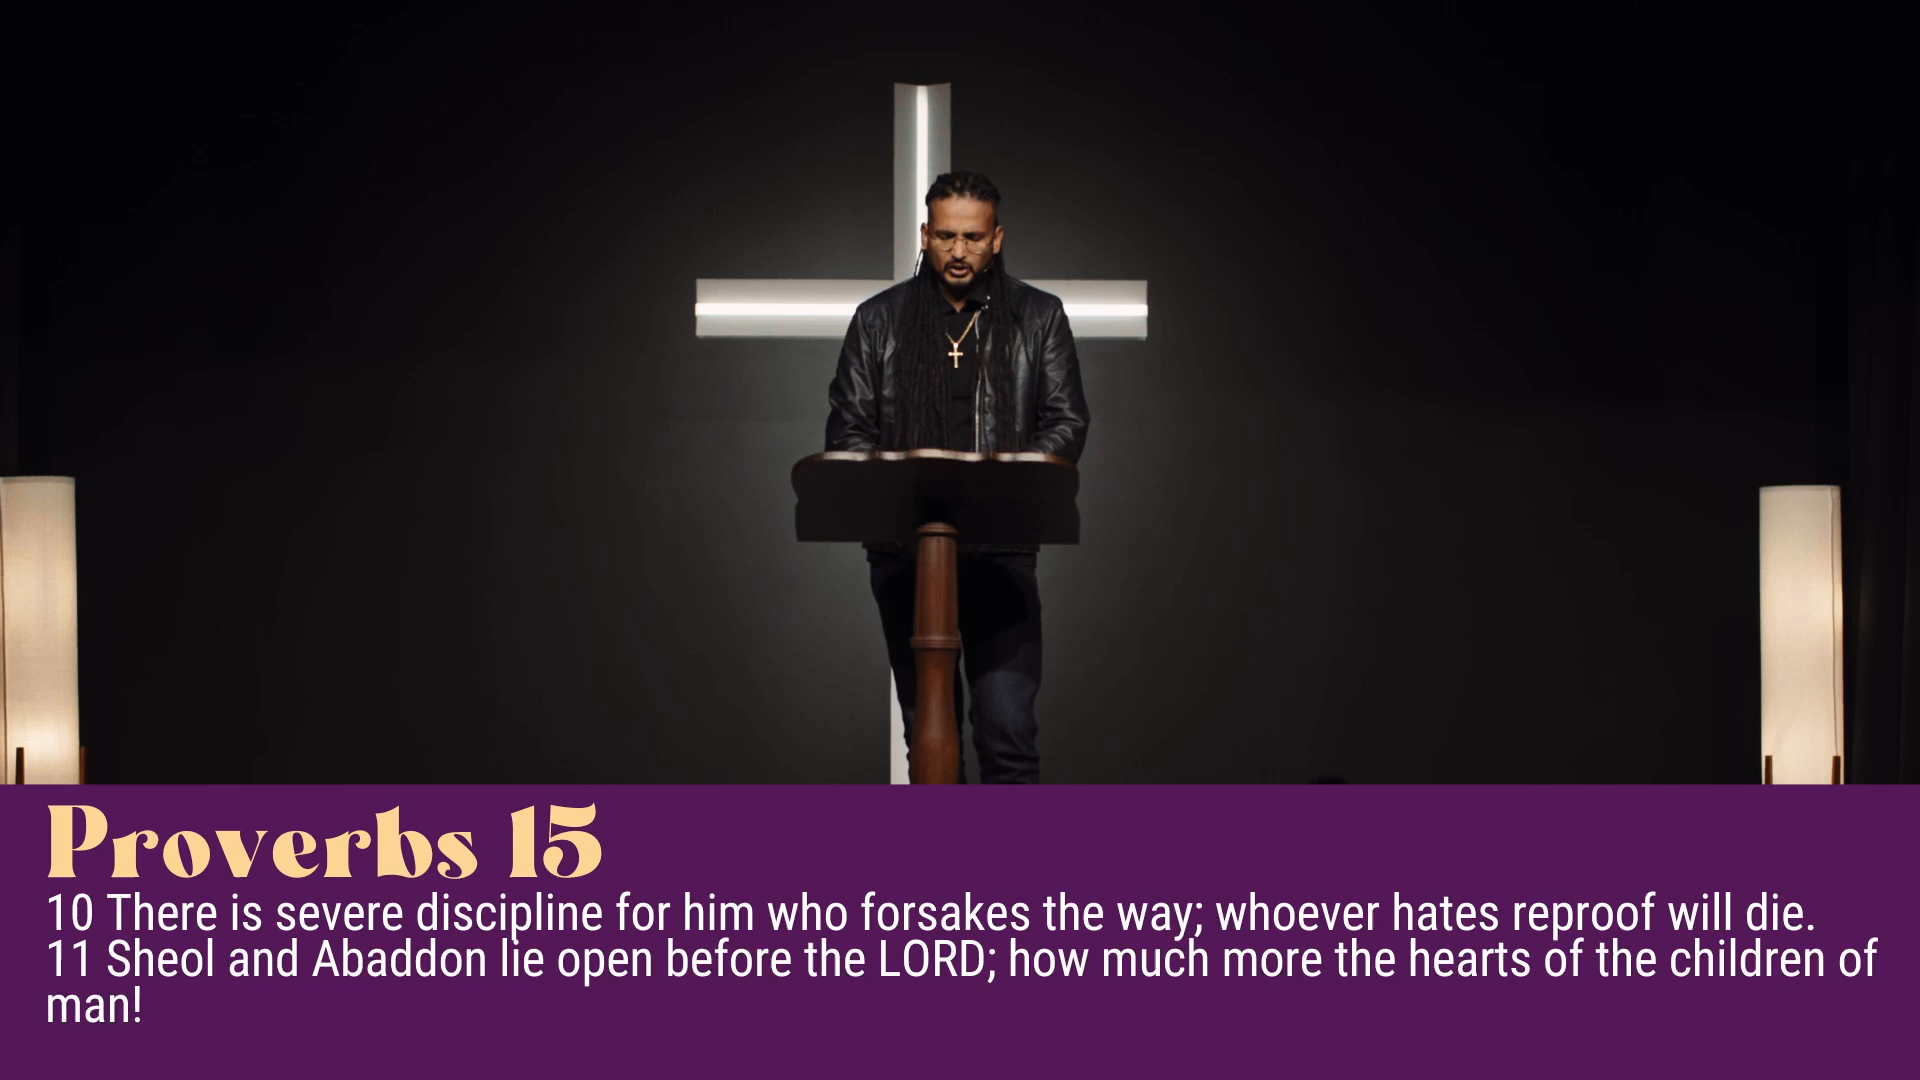 Proverbs 15
10 There is severe discipline for him who forsakes the way; whoever hates reproof will die.
11 Sheol and Abaddon lie open before the LORD; how much more the hearts of the children of
man!